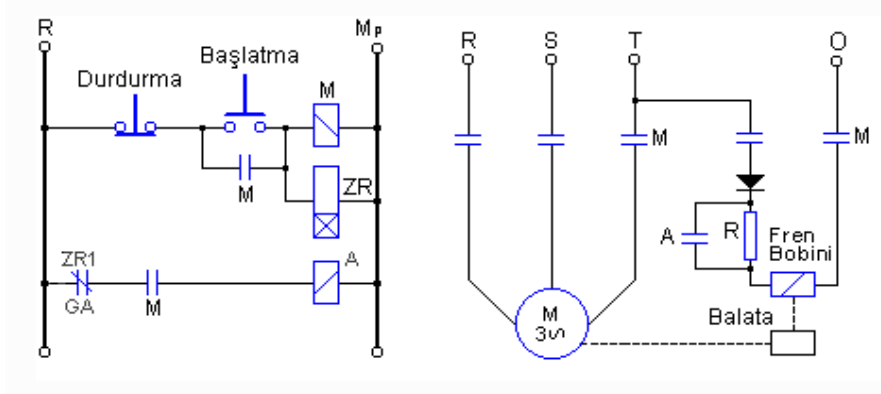 R
Mp
Durdurma
Başlatma
M
M
ZR
ZR1
GA
M
A
R
S
T
O
M
M
A
R
Fren
Bobini
M
3∿
Balata